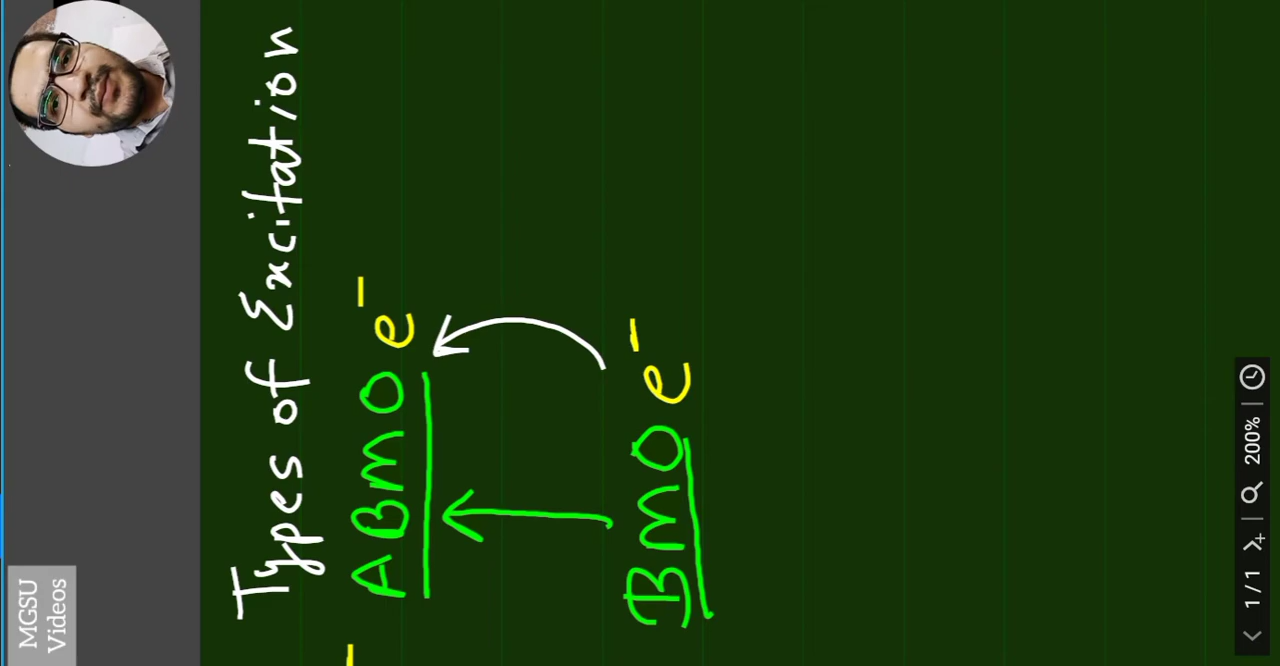 MGSU
Videos
Types of Excitation
ABMO e⁻
BMO e⁻
1 / 1 200%